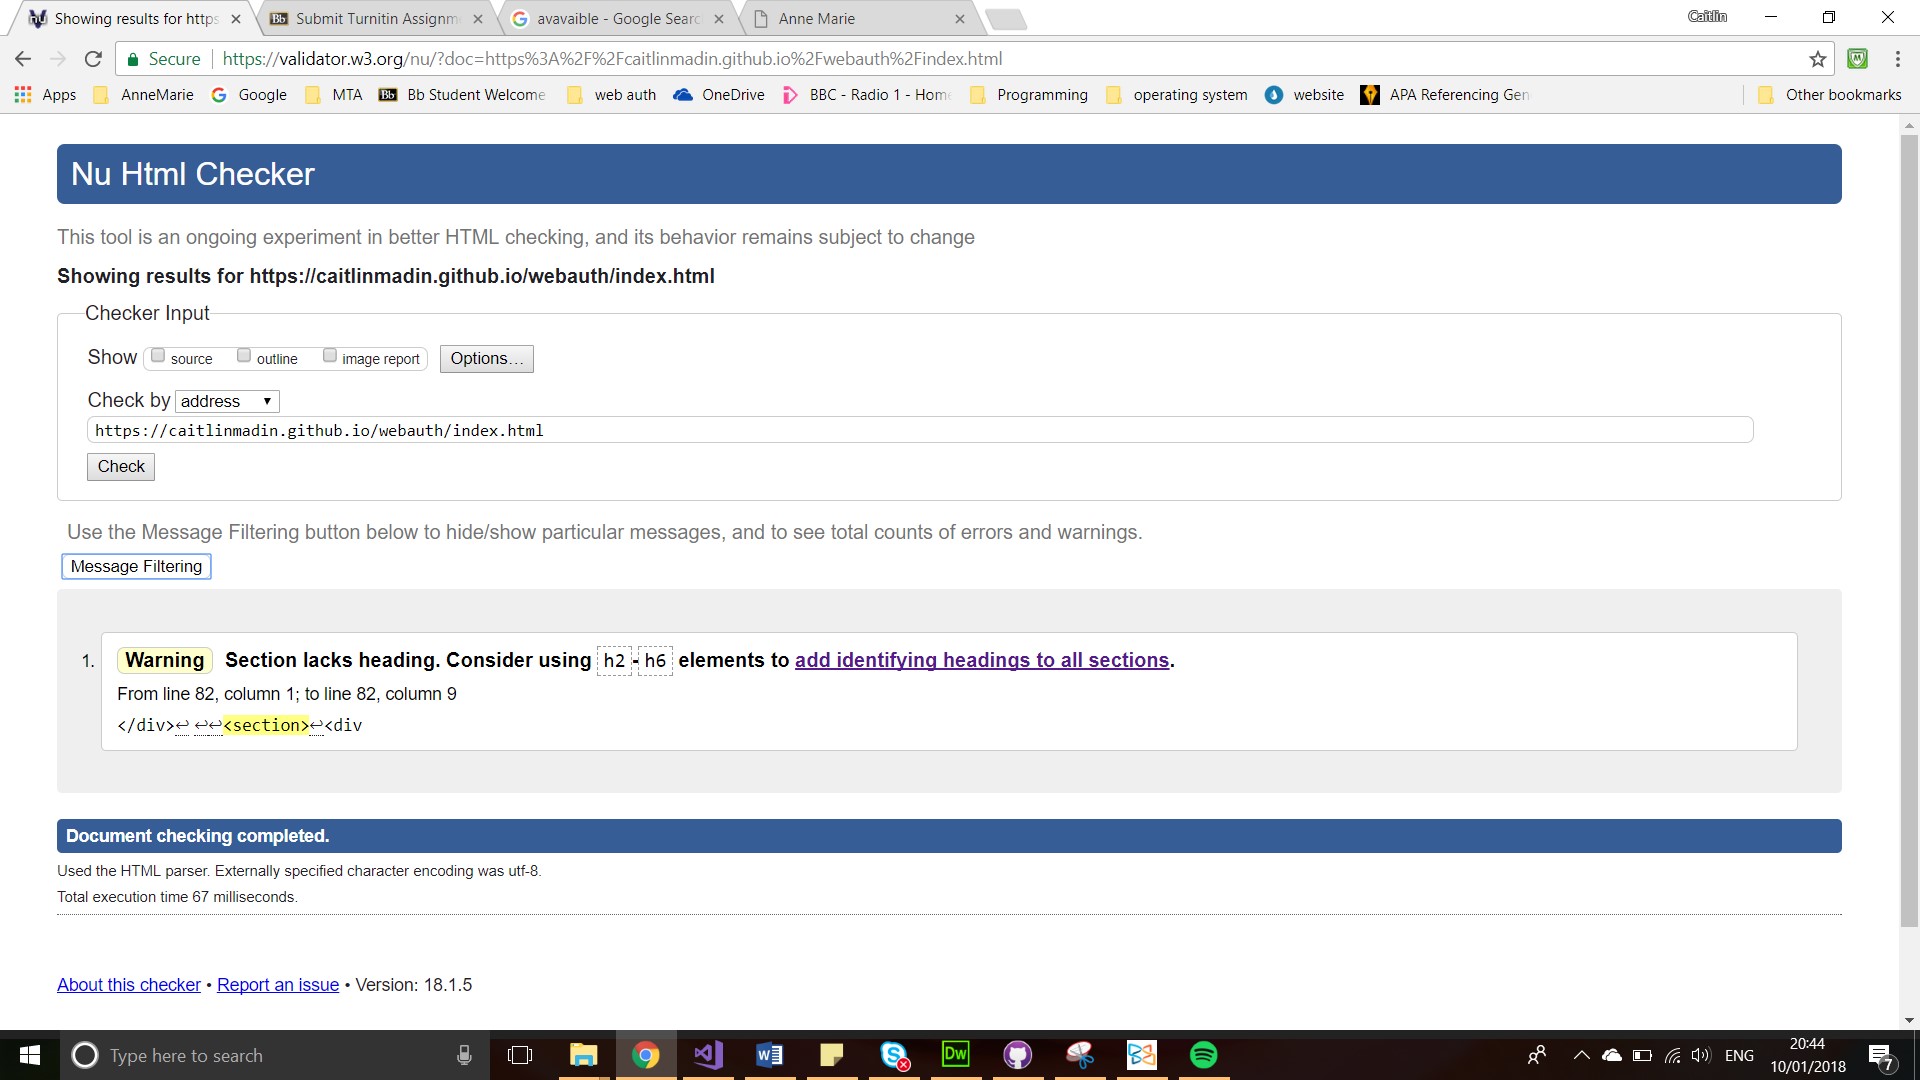 Showing results for https
Submit Turnitin Assignm
avavaible - Google Searc
Anne Marie
Caitlin
Secure
https://validator.w3.org/nu/?doc=https%3A%2F%2Fcaitlinmadin.github.io%2Fwebauth%2Findex.html
Apps
AnneMarie
Google
MTA
Bb Student Welcome
web auth
OneDrive
BBC - Radio 1 - Home
Programming
operating system
website
APA Referencing Gen
Other bookmarks
Nu Html Checker
This tool is an ongoing experiment in better HTML checking, and its behavior remains subject to change
Showing results for https://caitlinmadin.github.io/webauth/index.html
Checker Input
Show source outline image report Options...
Check by address
https://caitlinmadin.github.io/webauth/index.html
Check
Use the Message Filtering button below to hide/show particular messages, and to see total counts of errors and warnings.
Message Filtering
1. Warning Section lacks heading. Consider using h2-h6 elements to add identifying headings to all sections.
From line 82, column 1; to line 82, column 9
</div>↩ ↩↩<section>↩<div
Document checking completed.
Used the HTML parser. Externally specified character encoding was utf-8.
Total execution time 67 milliseconds.
About this checker • Report an issue • Version: 18.1.5
Type here to search
Dw
ENG
20:44
10/01/2018
7